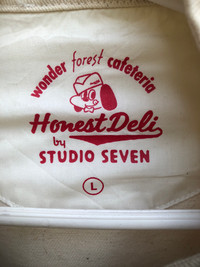 wonder forest cafeteria
Honest Deli
by
STUDIO SEVEN
L